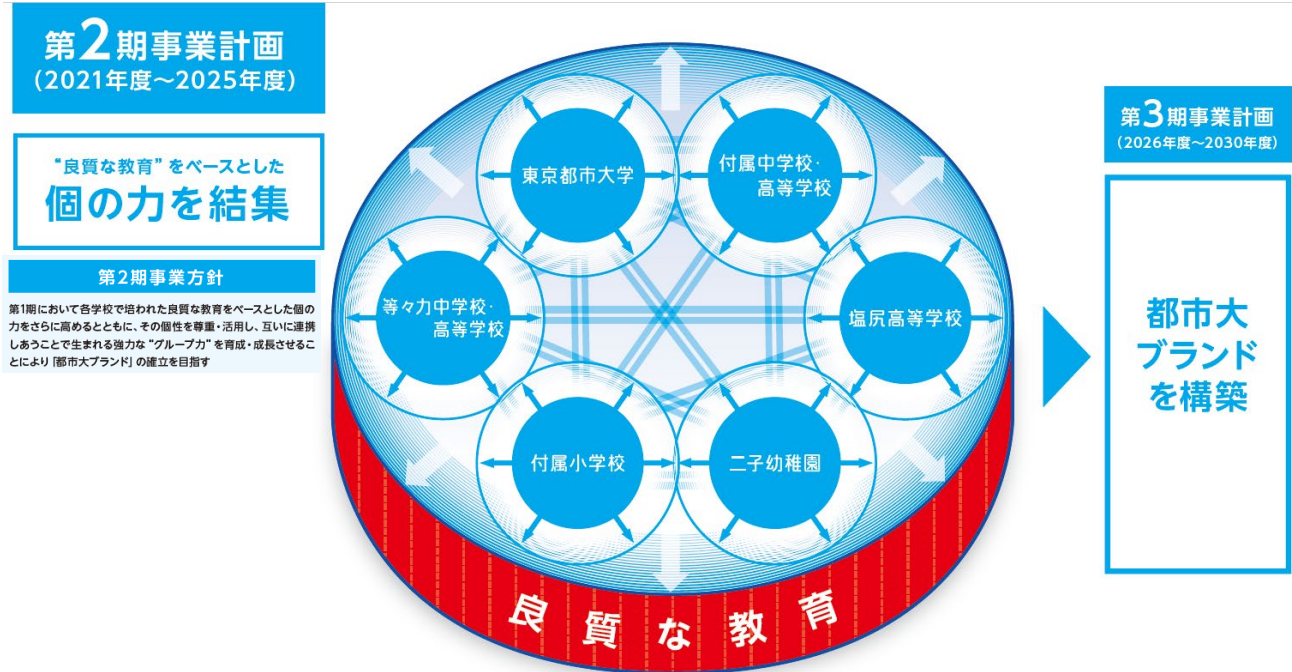 第2期事業計画
(2021年度～2025年度)
“良質な教育”をベースとした
個の力を結集
第2期事業方針
第1期において各学校で培われた良質な教育をベースとした個の
力をさらに高めるとともに、その個性を尊重・活用し、互いに連携
しあうことで生まれる強力な“グループ力”を育成・成長させるこ
とにより「都市大ブランド」の確立を目指す
東京都市大学
付属中学校・
高等学校
等々力中学校・
高等学校
塩尻高等学校
付属小学校
二子幼稚園
良質な教育
第3期事業計画
(2026年度～2030年度)
都市大
ブランド
を構築